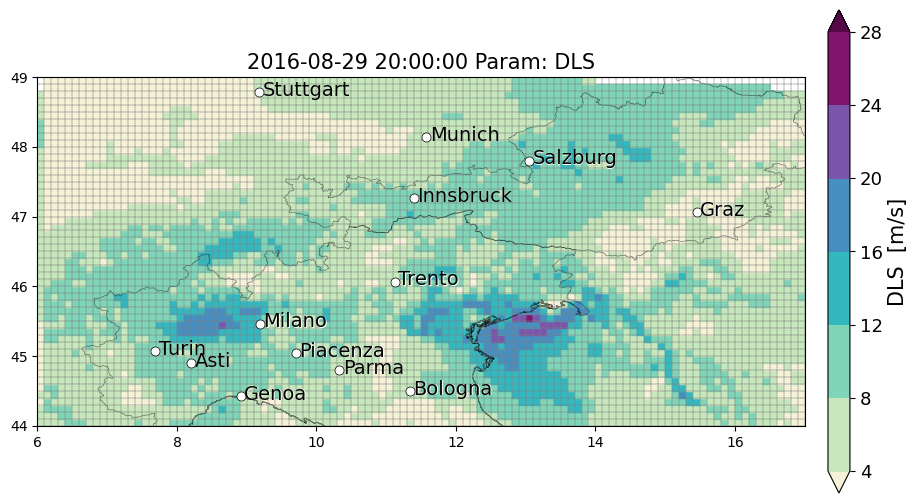 2016-08-29 20:00:00 Param: DLS
49
48
47
46
45
44
6
8
10
12
14
16
Stuttgart
Munich
Salzburg
Innsbruck
Graz
Trento
Milano
Turin
Asti
Piacenza
Parma
Genoa
Bologna
28
24
20
16
12
8
4
DLS [m/s]